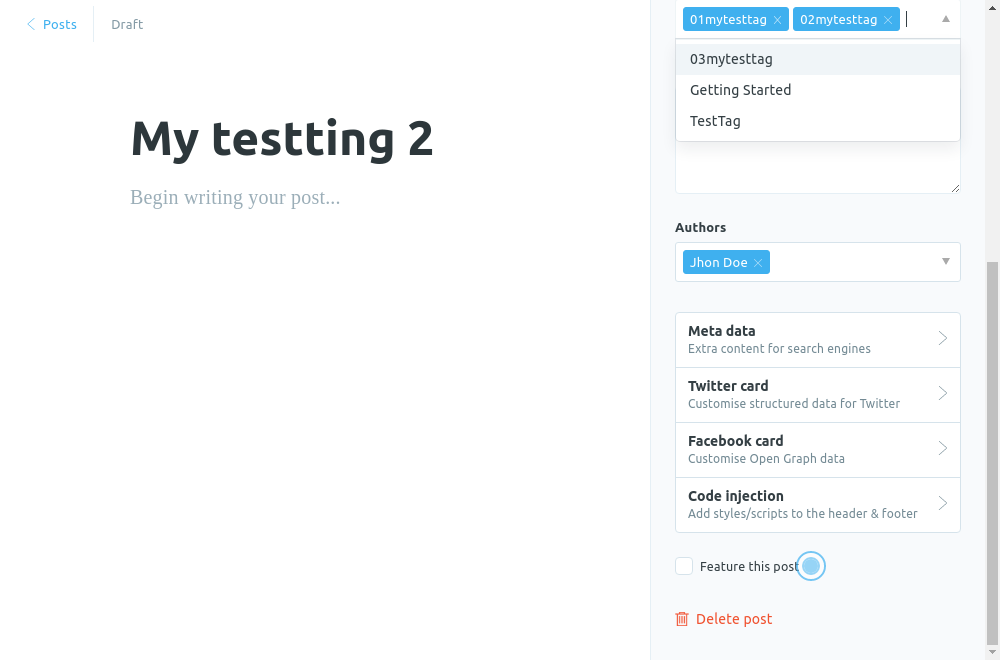 Posts
Draft
My testting 2
Begin writing your post...
01mytesttag
02mytesttag
03mytesttag
Getting Started
TestTag
Authors
Jhon Doe
Meta data
Extra content for search engines
Twitter card
Customise structured data for Twitter
Facebook card
Customise Open Graph data
Code injection
Add styles/scripts to the header & footer
Feature this post
Delete post